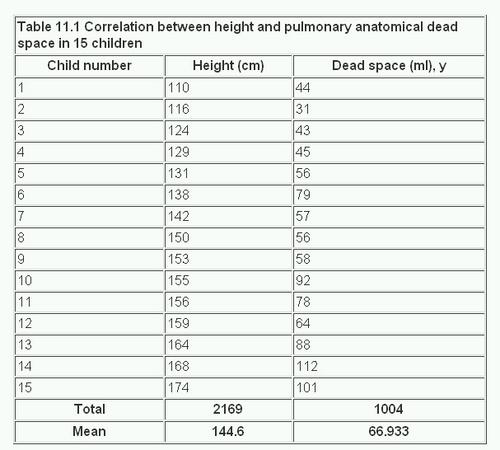 Table 11.1 Correlation between height and pulmonary anatomical dead
space in 15 children
Child number Height (cm) Dead space (ml), y
1 110 44
2 116 31
3 124 43
4 129 45
5 131 56
6 138 79
7 142 57
8 150 56
9 153 58
10 155 92
11 156 78
12 159 64
13 164 88
14 168 112
15 174 101
Total 2169 1004
Mean 144.6 66.933